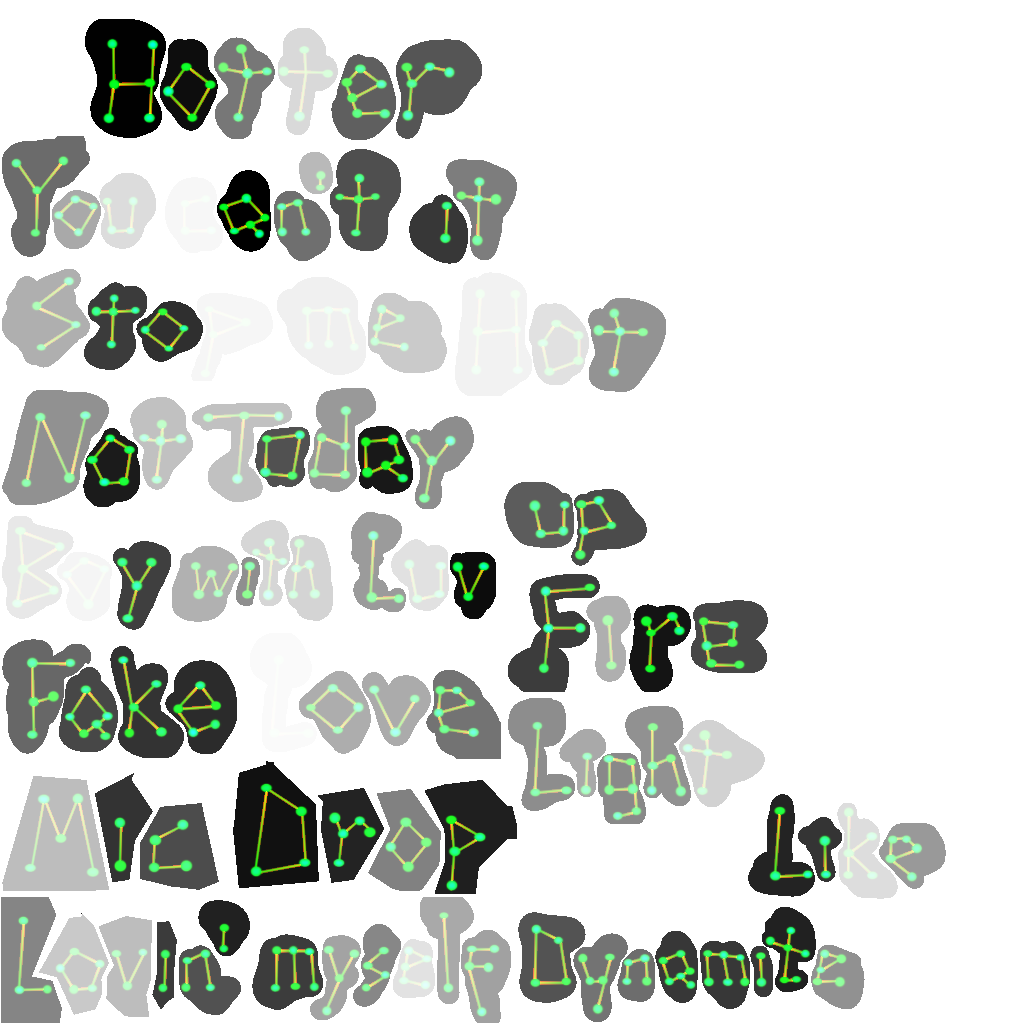 Hotter
You can't it
Stop me Hot
Not Today
Up
Boy with Luv
Fire
Fake Love
Light
Mic Drop
Like
Lovin' myself Dynamite